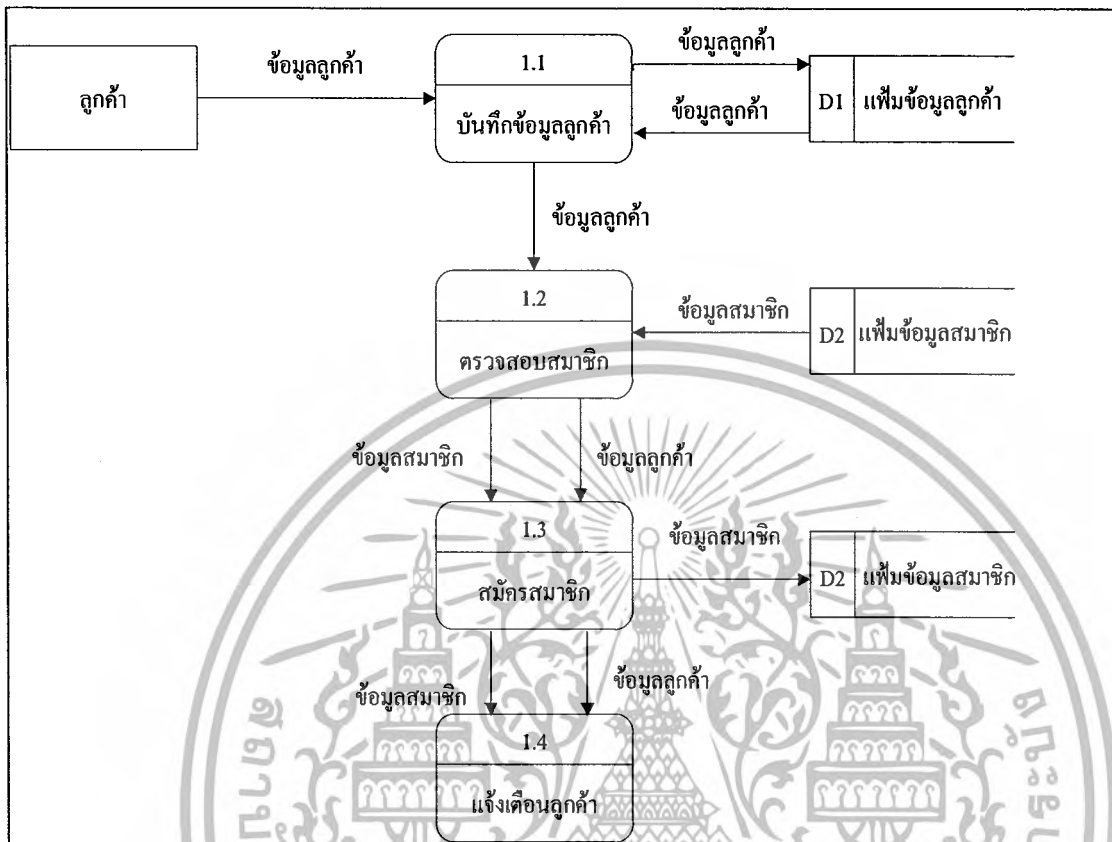 ลูกค้า
ข้อมูลลูกค้า
1.1
บันทึกข้อมูลลูกค้า
ข้อมูลลูกค้า
ข้อมูลลูกค้า
D1 แฟ้มข้อมูลลูกค้า
ข้อมูลลูกค้า
1.2
ตรวจสอบสมาชิก
ข้อมูลสมาชิก
D2 แฟ้มข้อมูลสมาชิก
ข้อมูลสมาชิก
ข้อมูลลูกค้า
1.3
สมัครสมาชิก
ข้อมูลสมาชิก
D2 แฟ้มข้อมูลสมาชิก
ข้อมูลสมาชิก
ข้อมูลลูกค้า
1.4
แจ้งเตือนลูกค้า